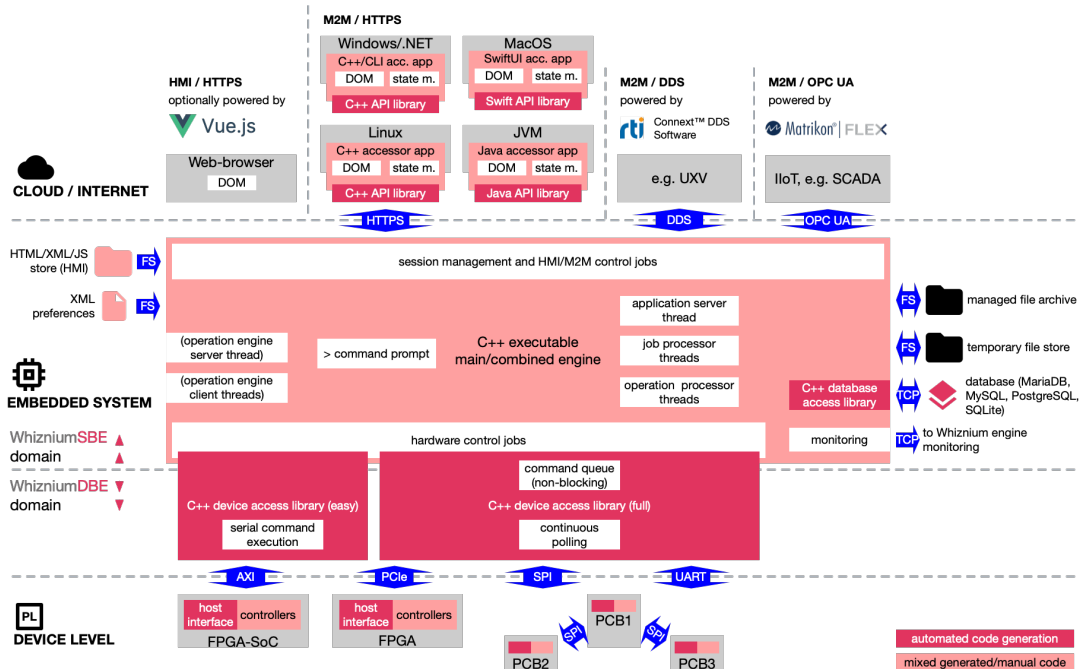 M2M / HTTPS
Windows/.NET
C++/CLI acc. app
DOM
state m.
C++ API library
MacOS
SwiftUI acc. app
DOM
state m.
Swift API library
HMI / HTTPS
optionally powered by
Vue.js
Web-browser
DOM
Linux
C++ accessor app
DOM
state m.
C++ API library
JVM
Java accessor app
DOM
state m.
Java API library
M2M / DDS
powered by
rti
Connext™ DDS
Software
e.g. UXV
M2M / OPC UA
powered by
Matrikon® FLEX
IIoT, e.g. SCADA
CLOUD / INTERNET
HTTPS
DDS
OPC UA
HTML/XML/JS
store (HMI)
FS
XML
preferences
FS
session management and HMI/M2M control jobs
(operation engine
server thread)
(operation engine
client threads)
> command prompt
C++ executable
main/combined engine
application server
thread
job processor
threads
operation processor
threads
C++ database
access library
monitoring
hardware control jobs
FS
managed file archive
FS
temporary file store
TCP
database (MariaDB,
MySQL, PostgreSQL,
SQLite)
TCP
to Whiznium engine
monitoring
EMBEDDED SYSTEM
WhizniumSBE
domain
WhizniumDBE
domain
C++ device access library (easy)
serial command
execution
command queue
(non-blocking)
C++ device access library (full)
continuous
polling
AXI
PCIe
SPI
UART
PL
DEVICE LEVEL
host
interface
controllers
FPGA-SoC
host
interface
controllers
FPGA
PCB1
SPI
SPI
PCB2
PCB3
automated code generation
mixed generated/manual code